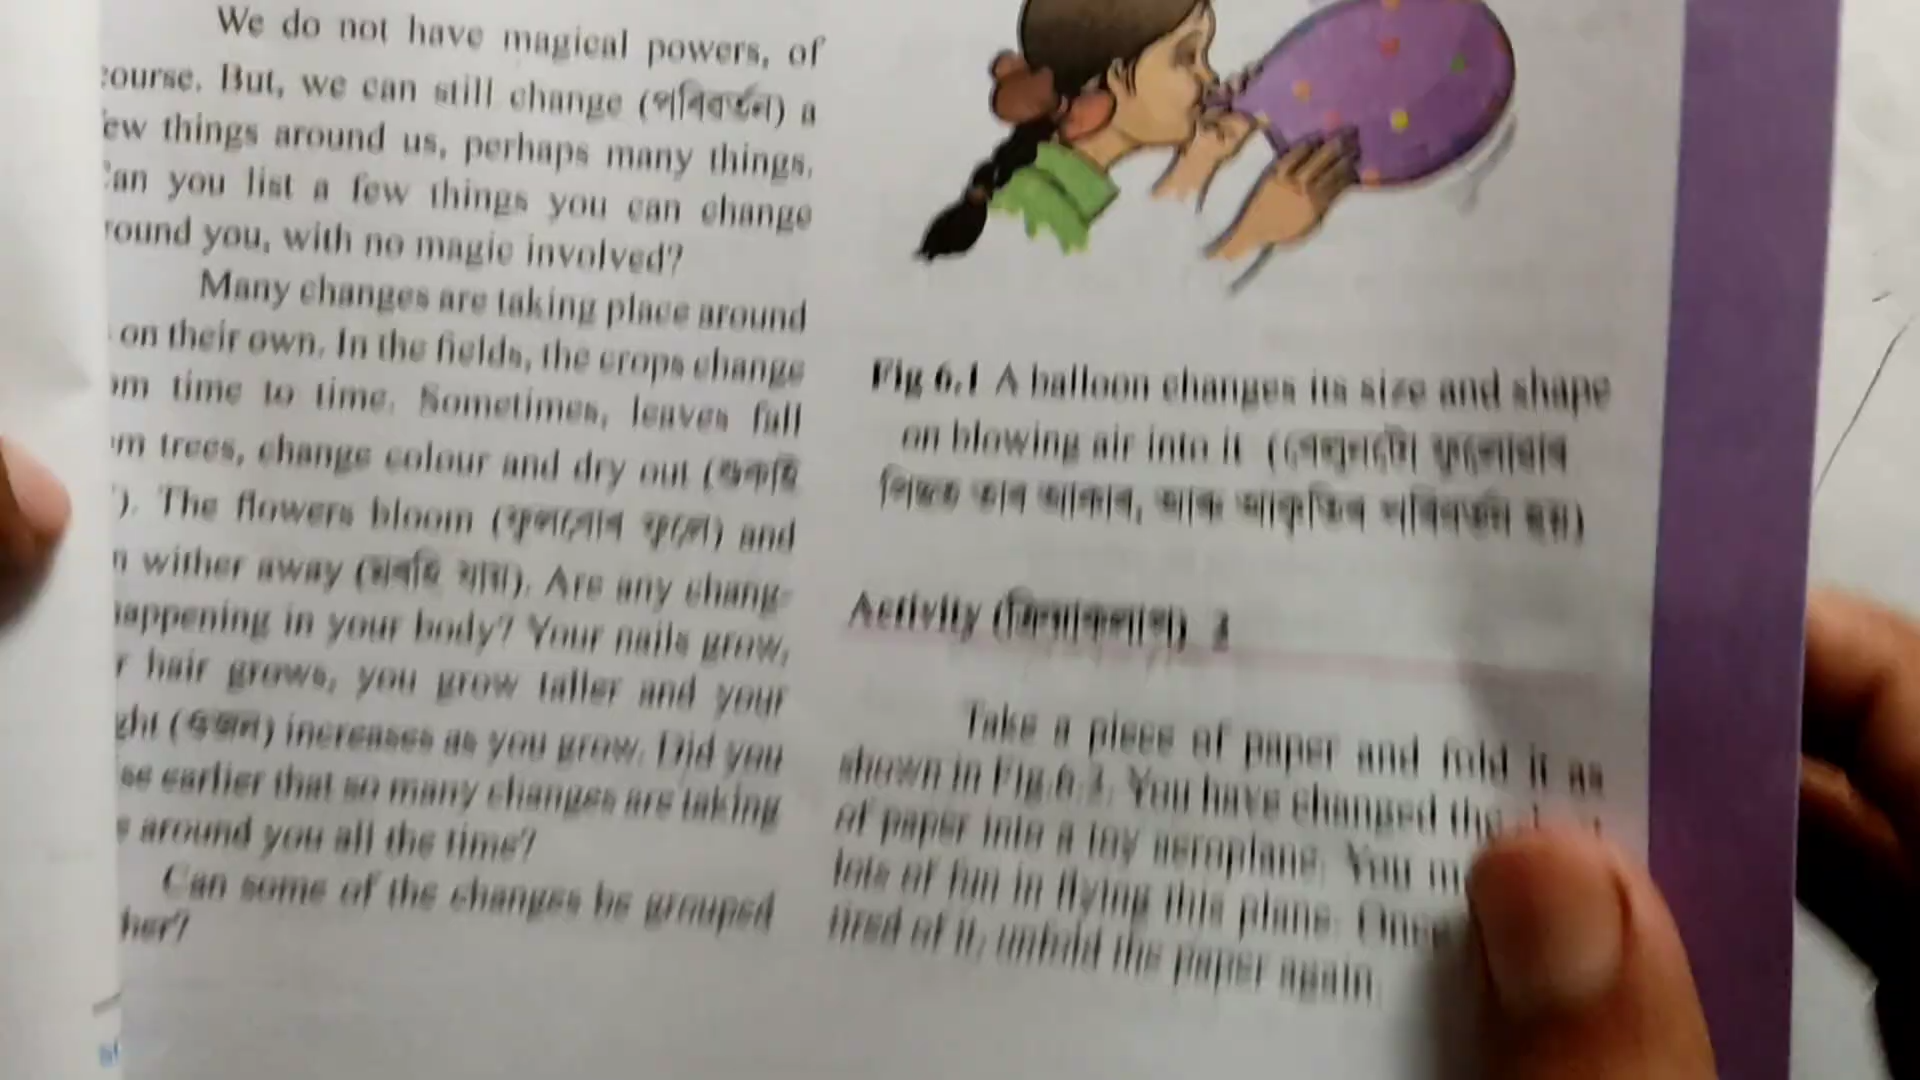 We do not have magical powers, of
course. But, we can still change (পৰিবৰ্তন) a
few things around us, perhaps many things.
Can you list a few things you can change
round you, with no magic involved?
Many changes are taking place around
on their own. In the fields, the crops change
om time to time. Sometimes, leaves fall
om trees, change colour and dry out (শুকাই
). The flowers bloom (ফুলবোৰ ফুলে) and
n wither away (মৰহি যায়). Are any chang-
happening in your body? Your nails grow,
r hair grows, you grow taller and your
ght (ওজন) increases as you grow. Did you
se earlier that so many changes are taking
around you all the time?
Can some of the changes be grouped
her?
Fig 6.1 A balloon changes its size and shape
on blowing air into it (বেলুনটো ফুলোৱাৰ
পিছত তাৰ আকাৰ, আৰু আকৃতিৰ পৰিবৰ্তন হয়)
Activity (ক্ৰিয়াকলাপ) 2
Take a piece of paper and fold it as
shown in Fig.6.2. You have changed the
of paper into a toy aeroplane. You
lots of fun in flying this plane. Once
tired of it, unfold the paper again.